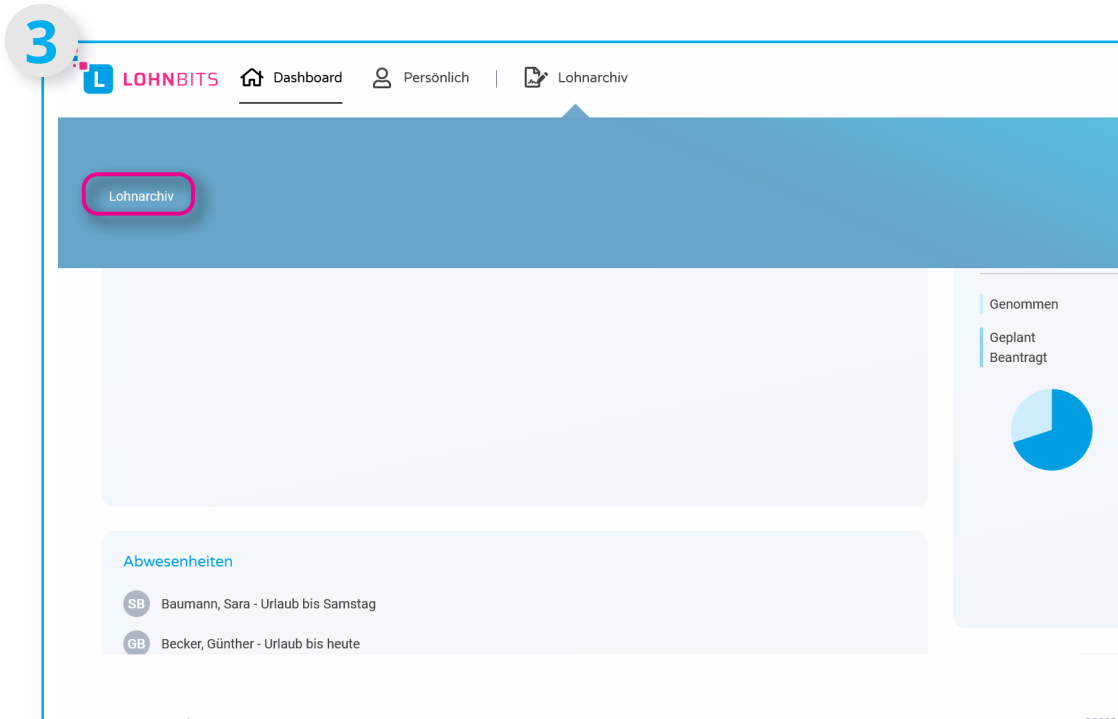 3
L LOHNBITS Dashboard Persönlich | Lohnarchiv
Lohnarchiv
Genommen
Geplant
Beantragt
Abwesenheiten
SB Baumann, Sara - Urlaub bis Samstag
GB Becker, Günther - Urlaub bis heute